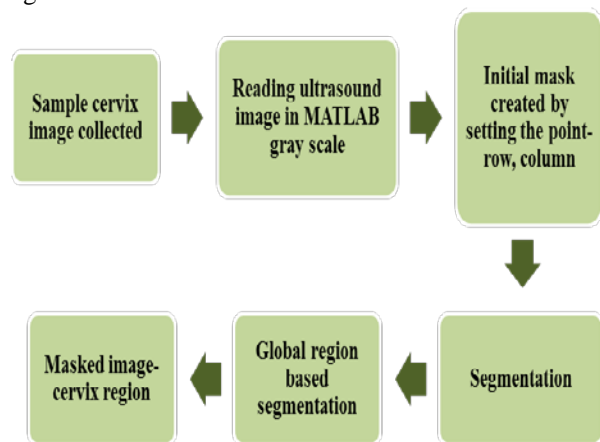 Sample cervix
image collected
Reading ultrasound
image in MATLAB
gray scale
Initial mask
created by
setting the point-
row, column
Segmentation
Global region
based
segmentation
Masked image-
cervix region